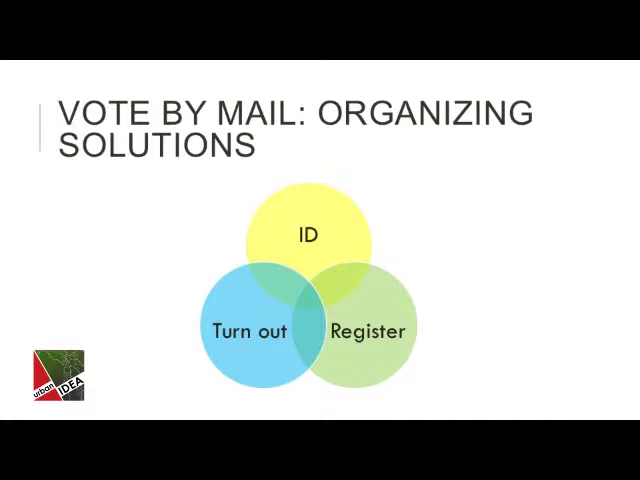 VOTE BY MAIL: ORGANIZING
SOLUTIONS
ID
Turn out
Register
urban IDEA